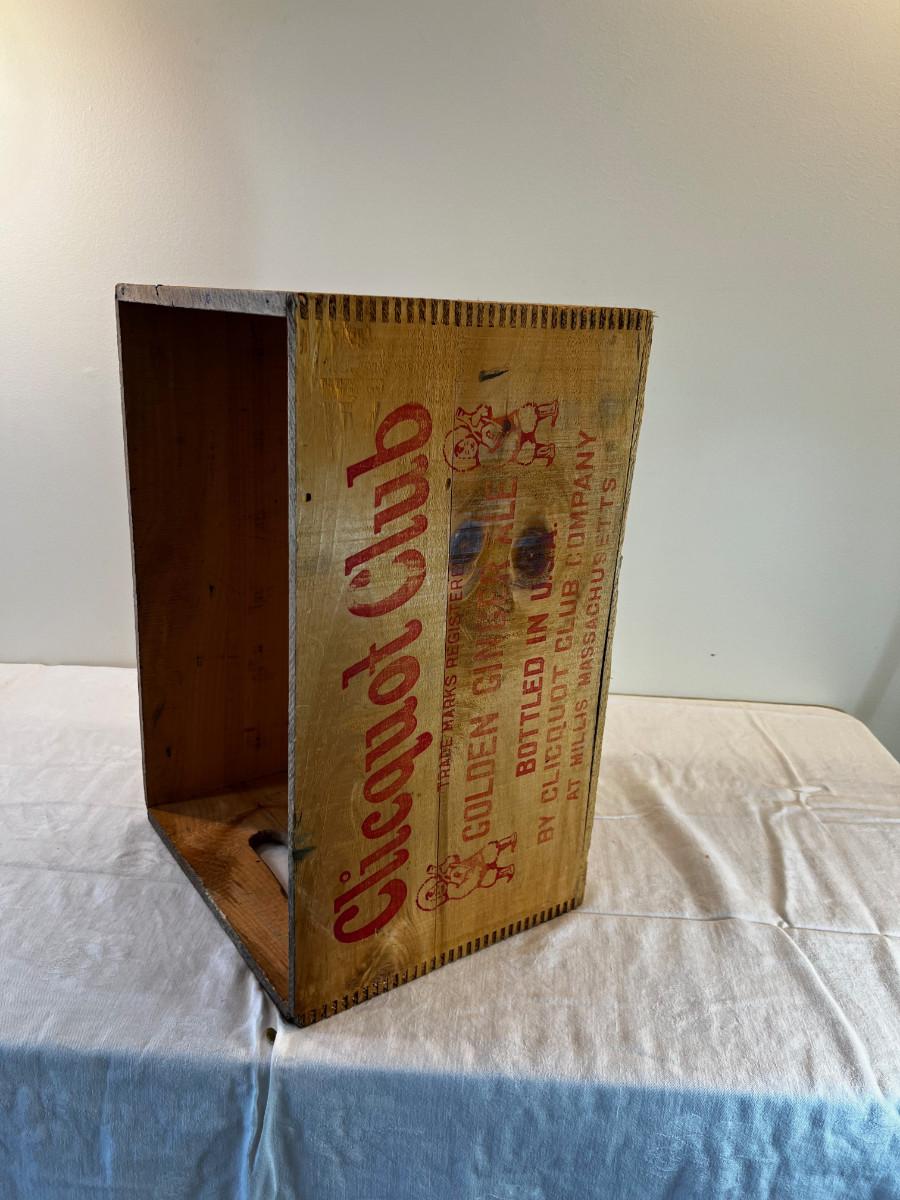 Clicquot Club
TRADE MARKS REGISTERED
GOLDEN GINGER ALE
BOTTLED IN U.S.A.
BY CLICQUOT CLUB COMPANY
AT MILLIS MASSACHUSETTS